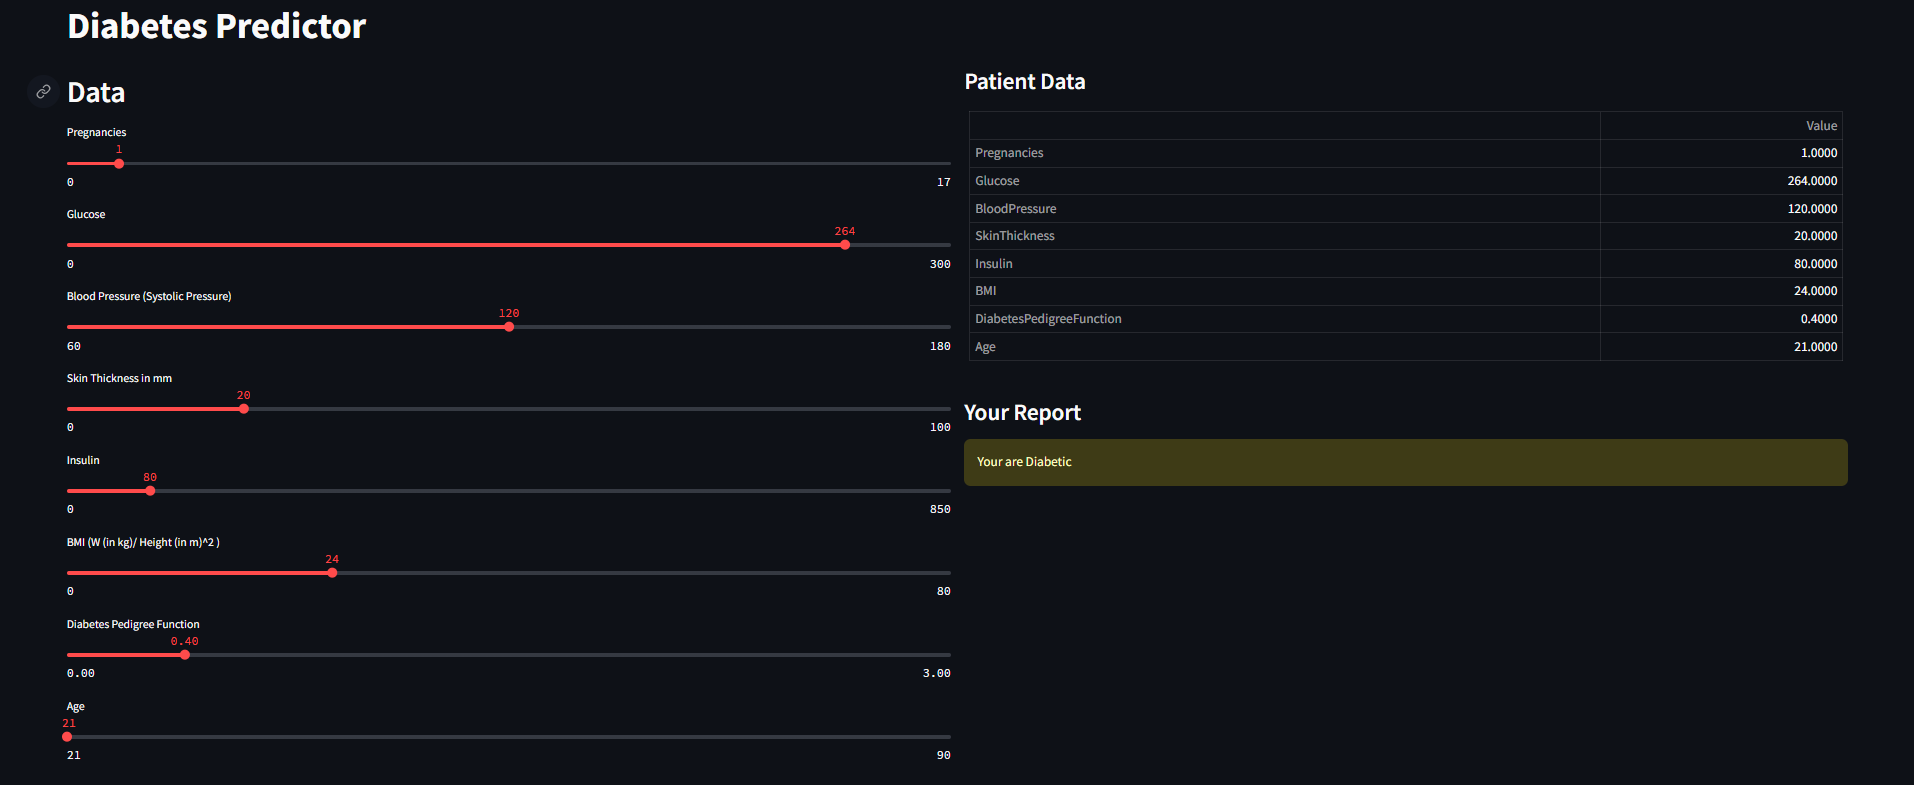 Diabetes Predictor
Data
Pregnancies
1
0 17
Glucose
264
0 300
Blood Pressure (Systolic Pressure)
120
60 180
Skin Thickness in mm
20
0 100
Insulin
80
0 850
BMI (W (in kg)/ Height (in m)^2 )
24
0 80
Diabetes Pedigree Function
0.40
0.00 3.00
Age
21
21 90
Patient Data
Value
Pregnancies 1.0000
Glucose 264.0000
BloodPressure 120.0000
SkinThickness 20.0000
Insulin 80.0000
BMI 24.0000
DiabetesPedigreeFunction 0.4000
Age 21.0000
Your Report
Your are Diabetic